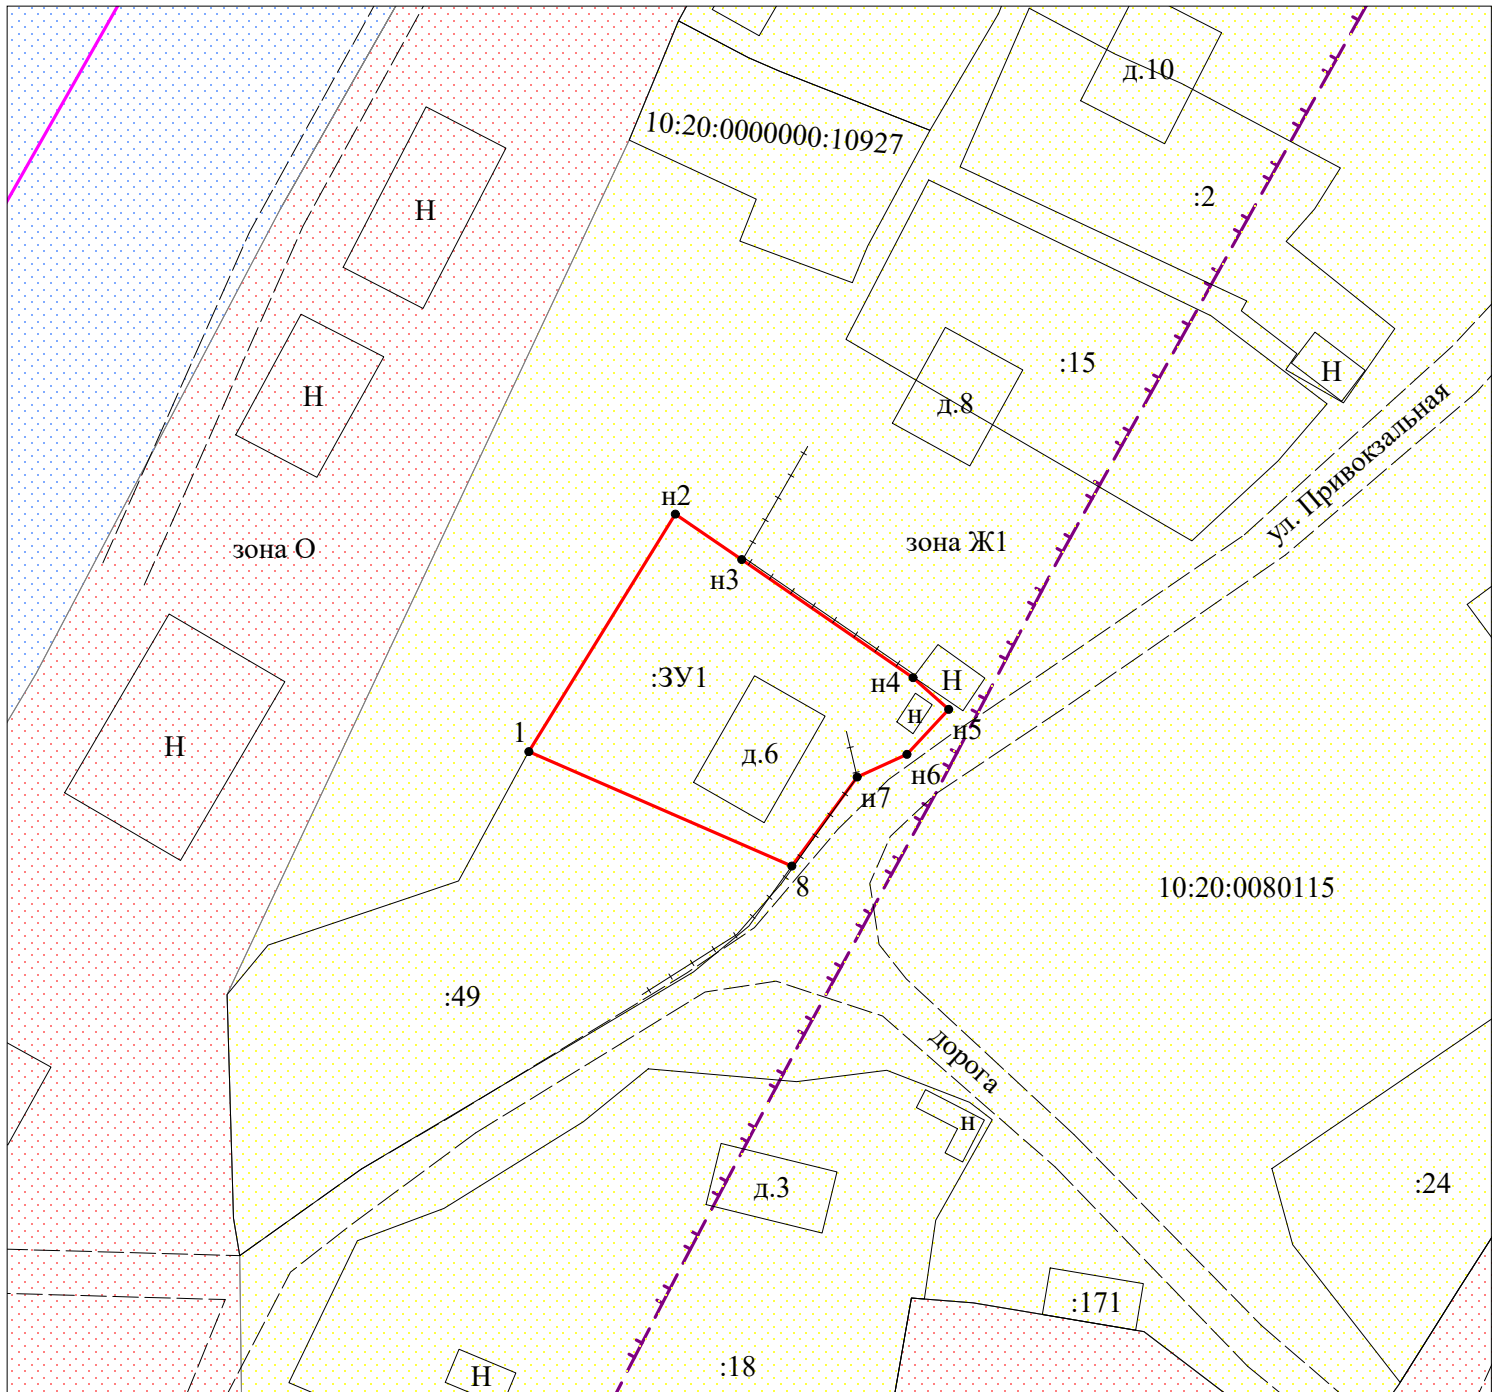 д.10
10:20:0000000:10927
:2
Н
:15
Н
Н
д.8
ул. Привокзальная
н2
зона О
зона Ж1
н3
:ЗУ1
н4
Н
н
н5
1
Н
д.6
н6
н7
8
10:20:0080115
:49
дорога
н
д.3
:24
:171
:18
Н